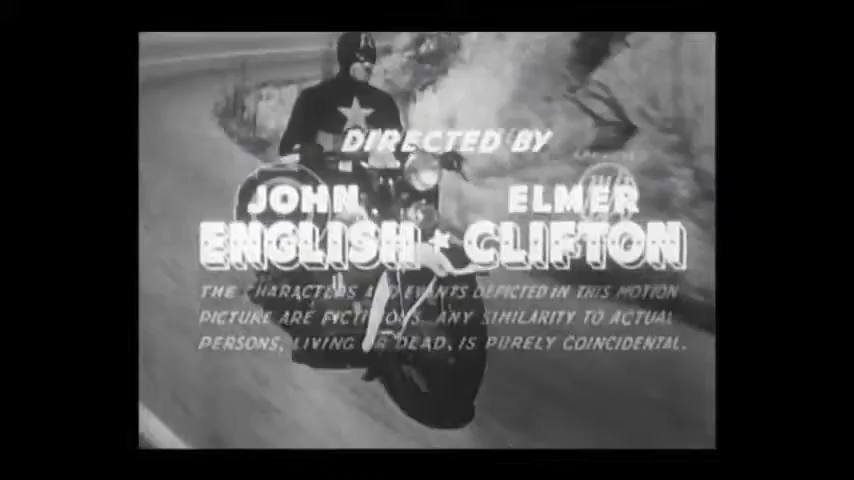 DIRECTED BY
JOHN ENGLISH ★ ELMER CLIFTON
THE CHARACTERS AND EVENTS DEPICTED IN THIS MOTION
PICTURE ARE FICTITIOUS. ANY SIMILARITY TO ACTUAL
PERSONS, LIVING OR DEAD, IS PURELY COINCIDENTAL.